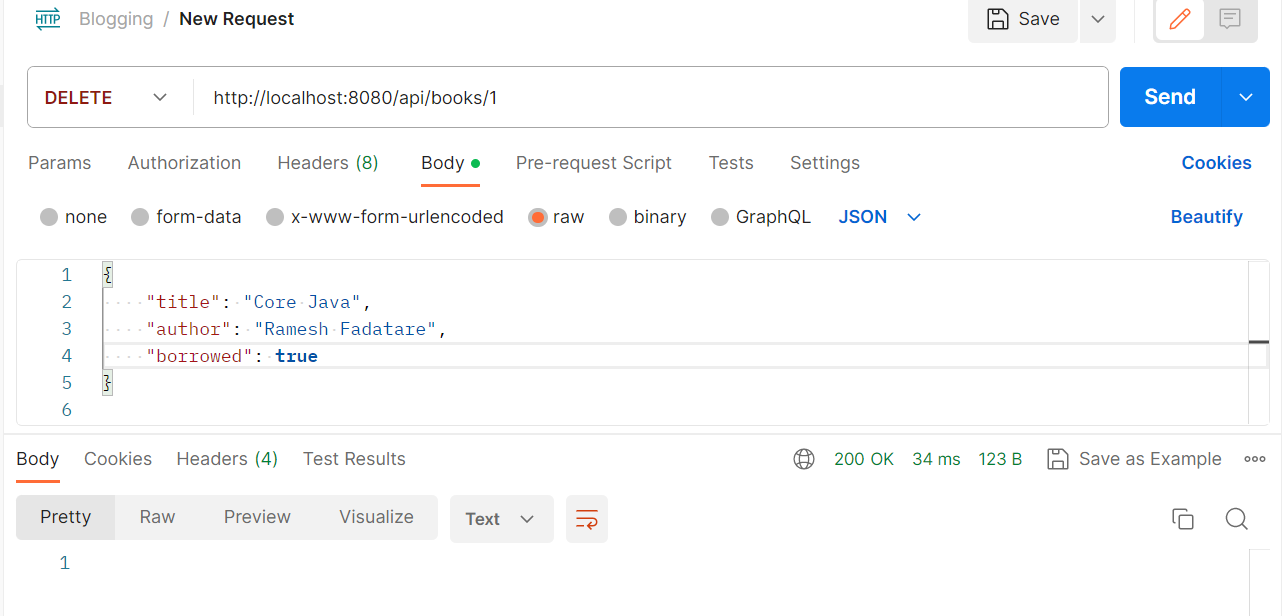 HTTP Blogging / New Request Save
DELETE http://localhost:8080/api/books/1 Send
Params Authorization Headers (8) Body Pre-request Script Tests Settings Cookies
none form-data x-www-form-urlencoded raw binary GraphQL JSON Beautify
1 {
2 "title": "Core Java",
3 "author": "Ramesh Fadatare",
4 "borrowed": true
5 }
6
Body Cookies Headers (4) Test Results 200 OK 34 ms 123 B Save as Example
Pretty Raw Preview Visualize Text
1